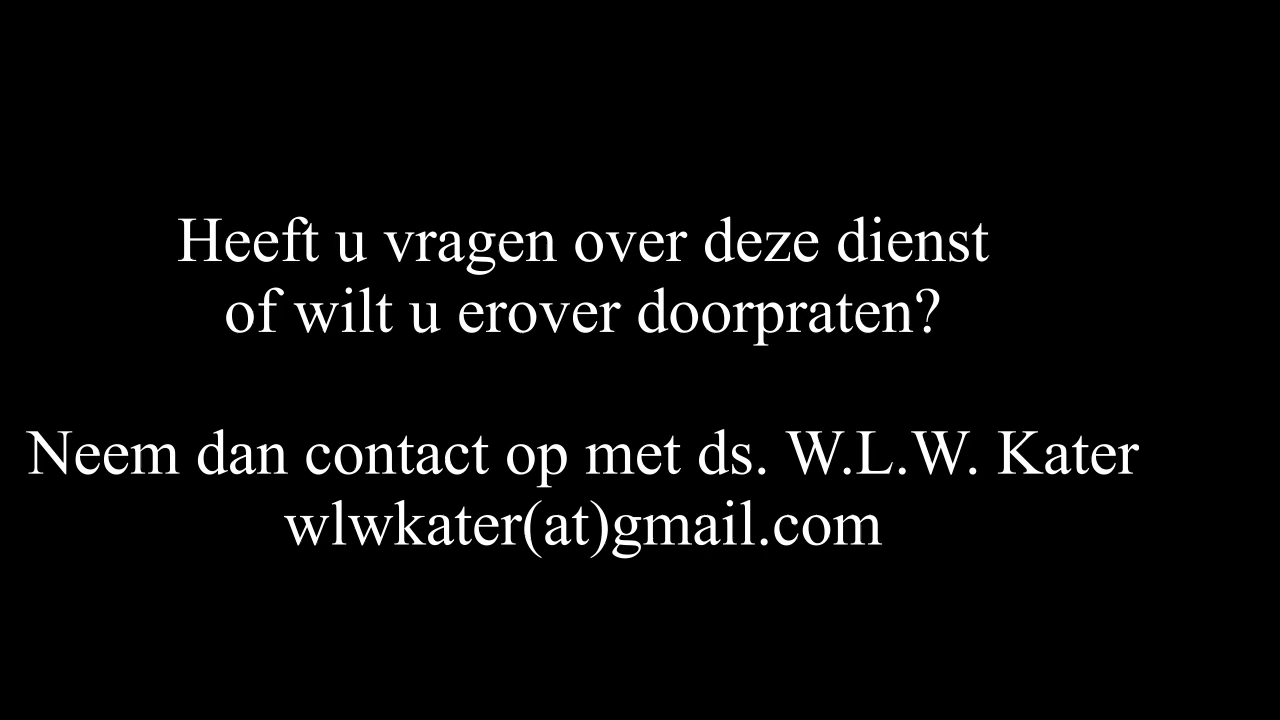 Heeft u vragen over deze dienst
of wilt u erover doorpraten?
Neem dan contact op met ds. W.L.W. Kater
wlwkater(at)gmail.com